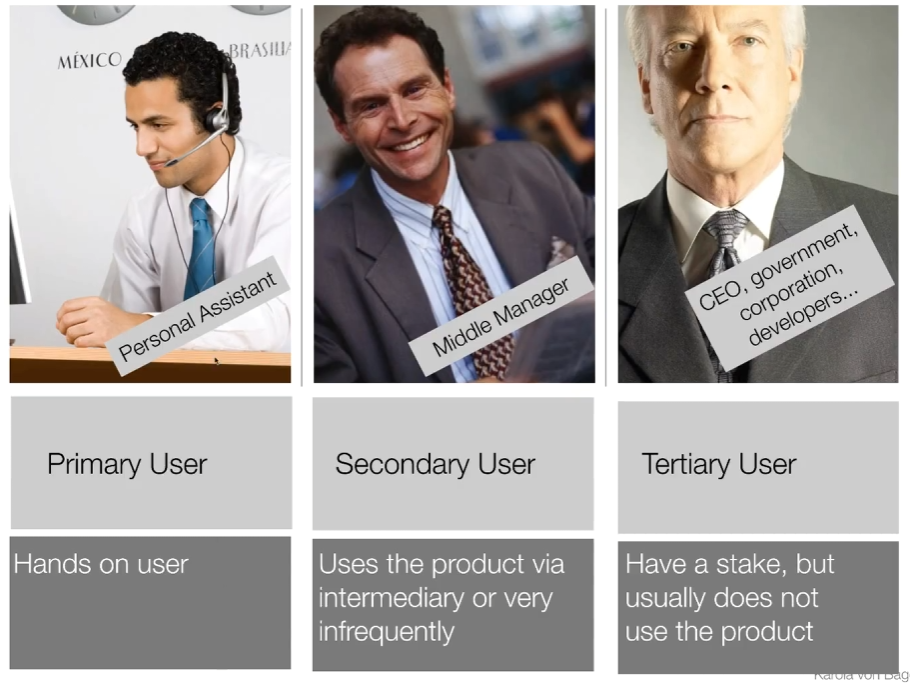 MÉXICO
BRASILIA
Personal Assistant
Middle Manager
CEO, government,
corporation,
developers...
Primary User
Secondary User
Tertiary User
Hands on user
Uses the product via
intermediary or very
infrequently
Have a stake, but
usually does not
use the product
Karola von Bag